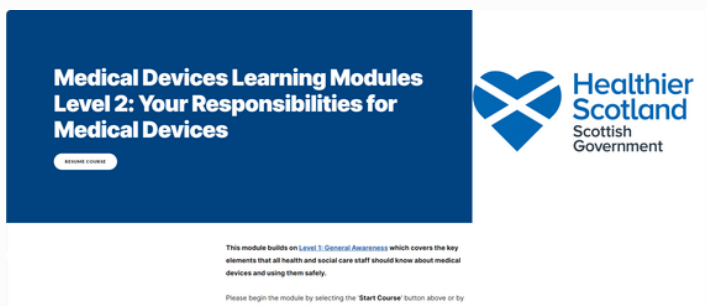 Medical Devices Learning Modules
Level 2: Your Responsibilities for
Medical Devices
RESUME COURSE
Healthier
Scotland
Scottish
Government
This module builds on Level 1: General Awareness which covers the key
elements that all health and social care staff should know about medical
devices and using them safely.
Please begin the module by selecting the 'Start Course' button above or by